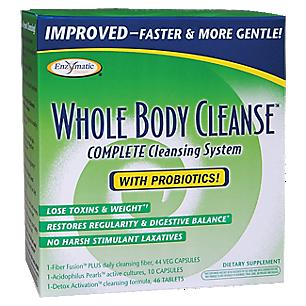 IMPROVED—FASTER & MORE GENTLE!
Enzymatic
WHOLE BODY CLEANSE™
COMPLETE Cleansing System
WITH PROBIOTICS!
LOSE TOXINS & WEIGHT*†
RESTORES REGULARITY & DIGESTIVE BALANCE*
NO HARSH STIMULANT LAXATIVES
DIETARY SUPPLEMENT
1-Fiber Fusion™ PLUS daily cleansing fiber, 44 VEG CAPSULES
1-Acidophilus Pearls™ active cultures, 10 CAPSULES
1-Detox Activation™ cleansing formula, 46 TABLETS